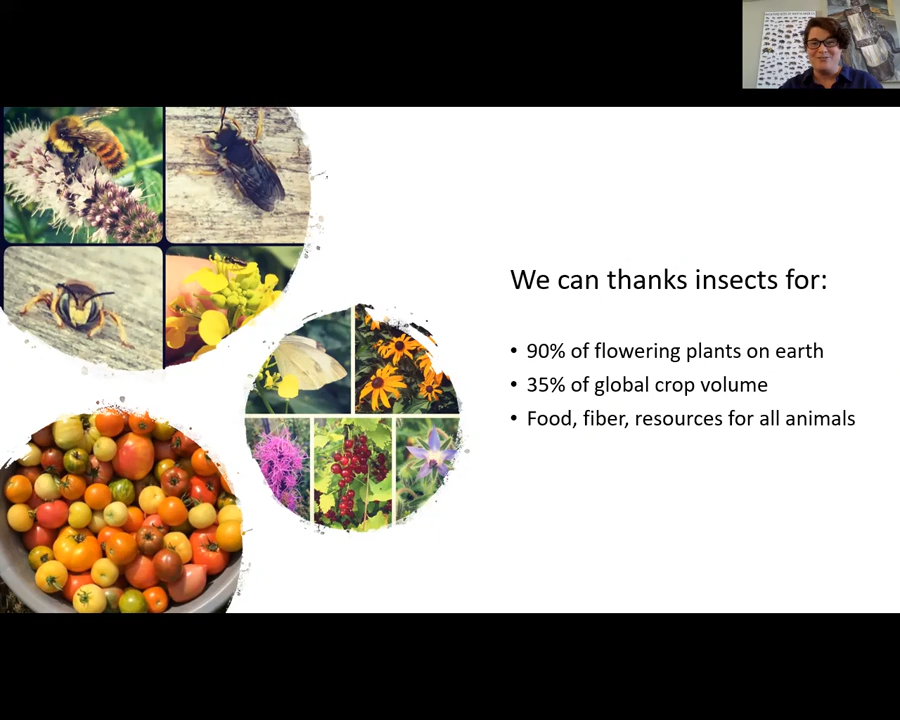 We can thanks insects for:
• 90% of flowering plants on earth
• 35% of global crop volume
• Food, fiber, resources for all animals